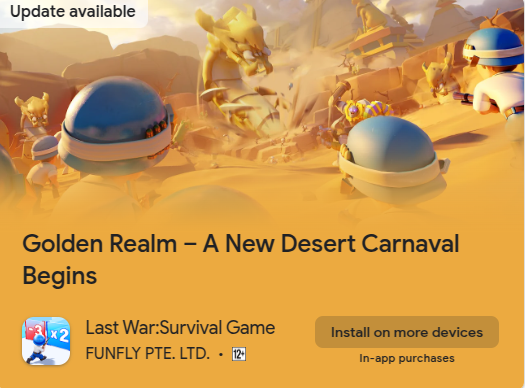 Update available
Golden Realm – A New Desert Carnaval
Begins
-3 x2
Last War:Survival Game
FUNFLY PTE. LTD. • 12+
Install on more devices
In-app purchases